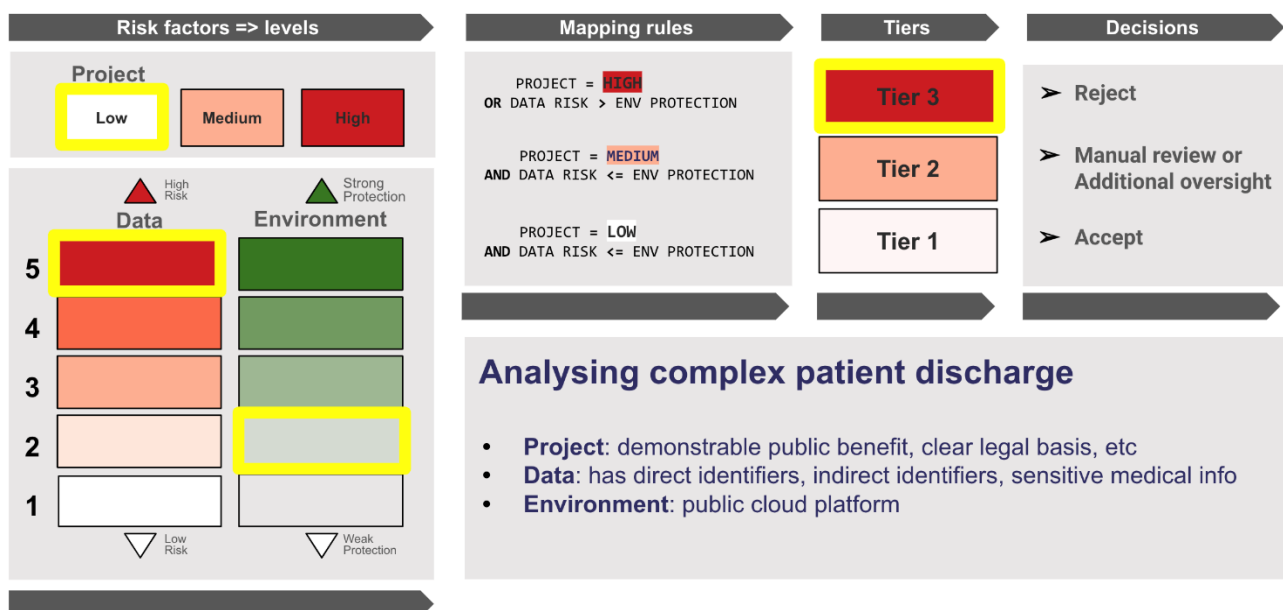 Risk factors => levels
Project
Low
Medium
High
High
Risk
Strong
Protection
Data
Environment
5
4
3
2
1
Low
Risk
Weak
Protection
Mapping rules
PROJECT = HIGH
OR DATA RISK > ENV PROTECTION
PROJECT = MEDIUM
AND DATA RISK <= ENV PROTECTION
PROJECT = LOW
AND DATA RISK <= ENV PROTECTION
Tiers
Tier 3
Tier 2
Tier 1
Decisions
➢ Reject
➢ Manual review or
Additional oversight
➢ Accept
Analysing complex patient discharge
• Project: demonstrable public benefit, clear legal basis, etc
• Data: has direct identifiers, indirect identifiers, sensitive medical info
• Environment: public cloud platform